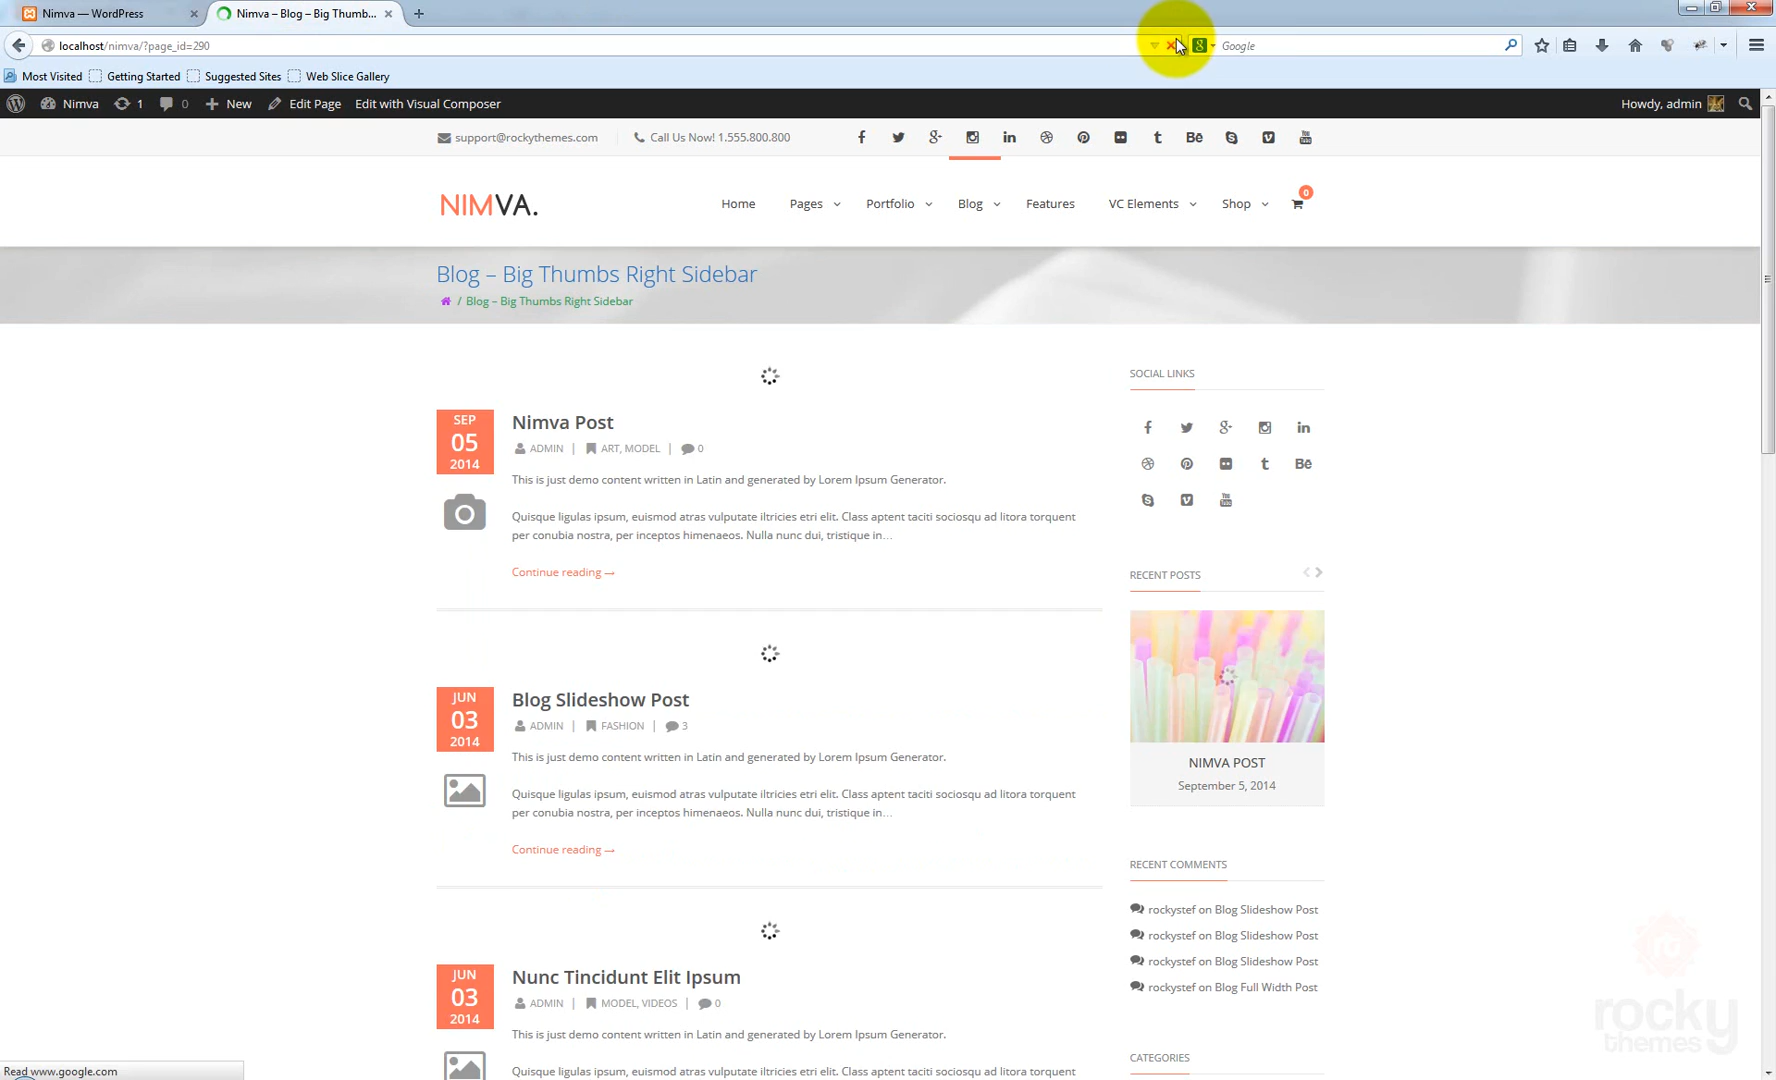 Nimva — WordPress
Nimva – Blog – Big Thumb...
localhost/nimva/?page_id=290
Google
Most Visited
Getting Started
Suggested Sites
Web Slice Gallery
Nimva
1
0
New
Edit Page
Edit with Visual Composer
Howdy, admin
support@rockythemes.com
Call Us Now! 1.555.800.800
NIMVA.
Home
Pages
Portfolio
Blog
Features
VC Elements
Shop
0
Blog – Big Thumbs Right Sidebar
/ Blog – Big Thumbs Right Sidebar
SEP
05
2014
Nimva Post
ADMIN | ART, MODEL | 0
This is just demo content written in Latin and generated by Lorem Ipsum Generator.
Quisque ligulas ipsum, euismod atras vulputate iltricies etri elit. Class aptent taciti sociosqu ad litora torquent
per conubia nostra, per inceptos himenaeos. Nulla nunc dui, tristique in…
Continue reading →
JUN
03
2014
Blog Slideshow Post
ADMIN | FASHION | 3
This is just demo content written in Latin and generated by Lorem Ipsum Generator.
Quisque ligulas ipsum, euismod atras vulputate iltricies etri elit. Class aptent taciti sociosqu ad litora torquent
per conubia nostra, per inceptos himenaeos. Nulla nunc dui, tristique in…
Continue reading →
JUN
03
2014
Nunc Tincidunt Elit Ipsum
ADMIN | MODEL, VIDEOS | 0
This is just demo content written in Latin and generated by Lorem Ipsum Generator.
Quisque ligulas ipsum, euismod atras vulputate iltricies etri elit. Class aptent taciti sociosqu ad litora torquent
SOCIAL LINKS
RECENT POSTS
NIMVA POST
September 5, 2014
RECENT COMMENTS
rockystef on Blog Slideshow Post
rockystef on Blog Slideshow Post
rockystef on Blog Slideshow Post
rockystef on Blog Full Width Post
CATEGORIES
rocky
themes
Read www.google.com